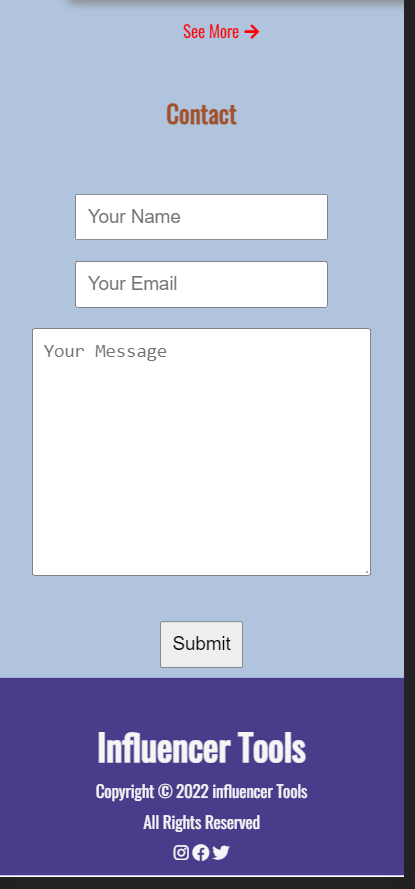 See More
Contact
Your Name
Your Email
Your Message
Submit
Influencer Tools
Copyright © 2022 influencer Tools
All Rights Reserved